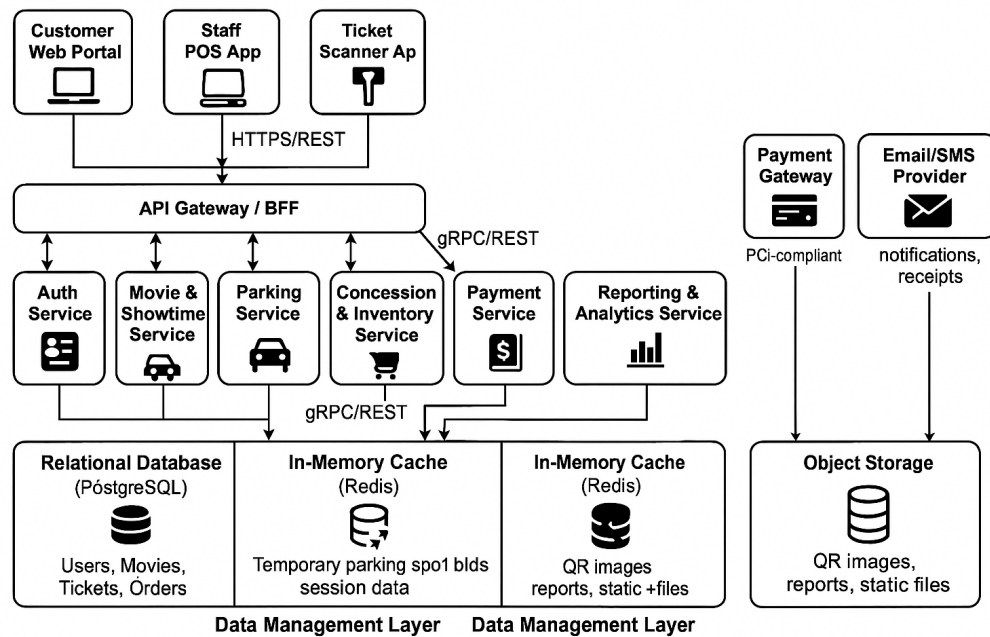 Customer
Web Portal
Staff
POS App
Ticket
Scanner Ap
HTTPS/REST
Payment
Gateway
Email/SMS
Provider
API Gateway / BFF
gRPC/REST
PCi-compliant
notifications,
receipts
Auth
Service
Movie &
Showtime
Service
Parking
Service
Concession
& Inventory
Service
Payment
Service
$
Reporting &
Analytics Service
gRPC/REST
Relational Database
(PóstgreSQL)
Users, Movies,
Tickets, Órders
In-Memory Cache
(Redis)
Temporary parking spo1 blds
session data
In-Memory Cache
(Redis)
QR images
reports, static +files
Object Storage
QR images,
reports, static files
Data Management Layer
Data Management Layer